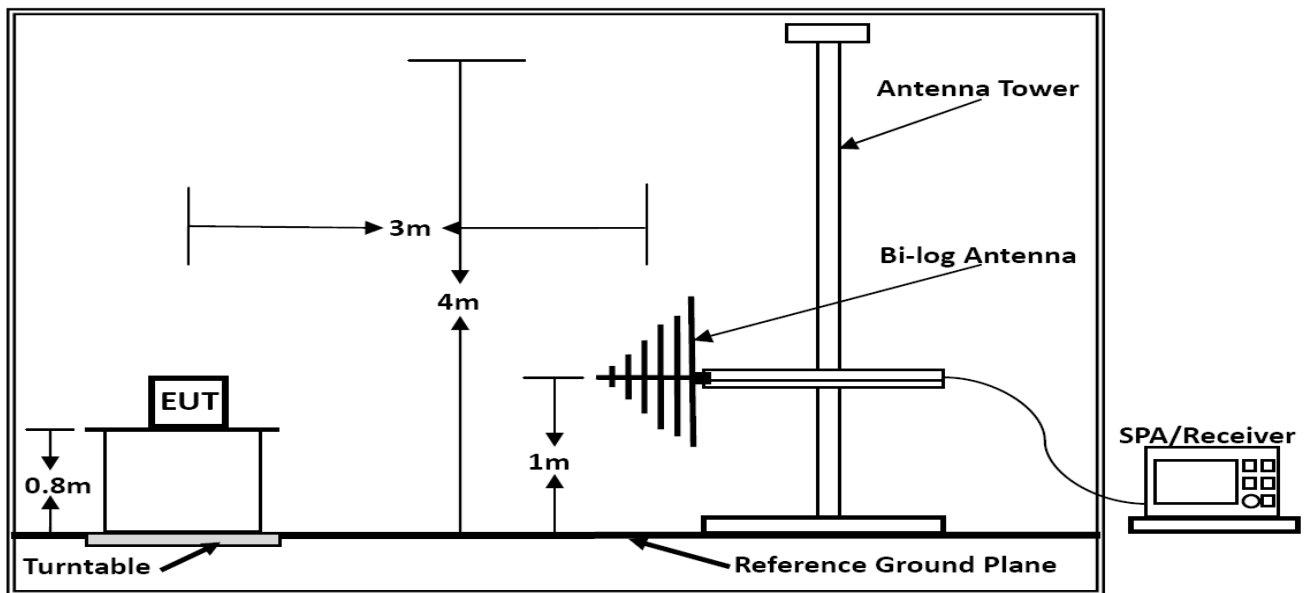 Antenna Tower
3m
Bi-log Antenna
4m
EUT
SPA/Receiver
1m
0.8m
Turntable
Reference Ground Plane